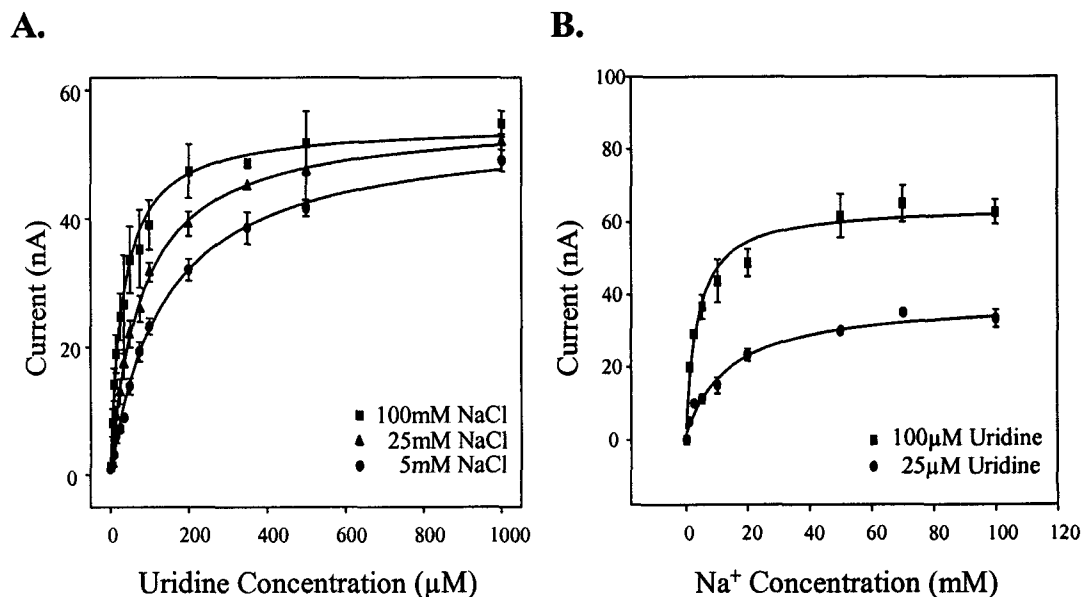 A.
60
40
20
0
Current (nA)
100mM NaCl
25mM NaCl
5mM NaCl
0 200 400 600 800 1000
Uridine Concentration (µM)
B.
100
80
60
40
20
0
Current (nA)
100µM Uridine
25µM Uridine
0 20 40 60 80 100 120
Na⁺ Concentration (mM)